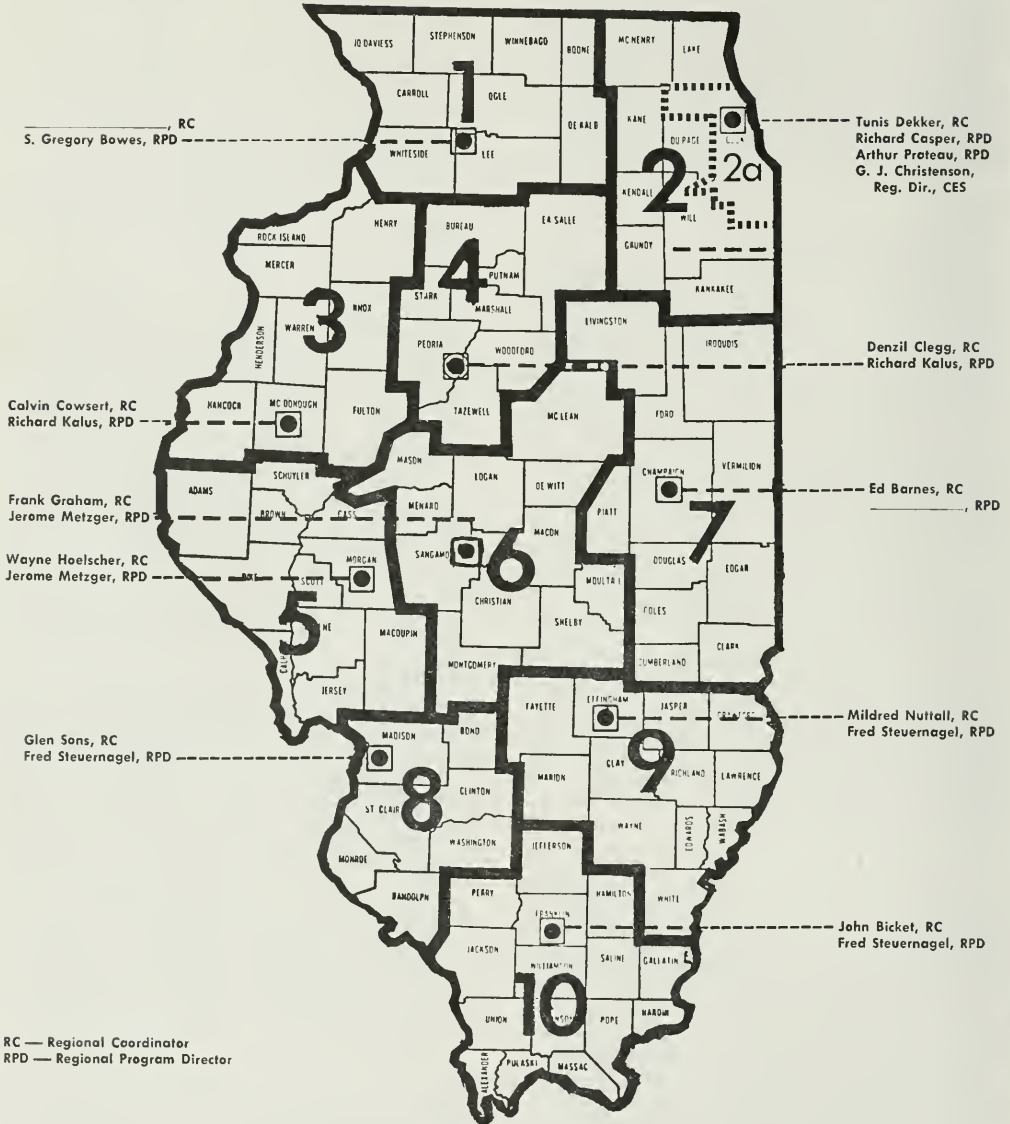 JO DAVIESS
STEPHENSON
WINNEBAGO
BOONE
MC HENRY
LAKE
CARROLL
1
OGLE
KANE
DE KALB
DU PAGE
COOK
2a
2
WHITESIDE
LEE
KENDALL
WILL
GRUNDY
KANKAKEE
__________, RC
S. Gregory Bowes, RPD
Tunis Dekker, RC
Richard Casper, RPD
Arthur Prateau, RPD
G. J. Christenson,
Reg. Dir., CES
HENRY
ROCK ISLAND
MERCER
3
KNOX
WARREN
HENDERSON
HANCOCK
MC DONOUGH
FULTON
BUREAU
LA SALLE
4
PUTNAM
STARK
MARSHALL
PEORIA
WOODFORD
TAZEWELL
LIVINGSTON
IROQUOIS
MC LEAN
FORD
Denzil Clegg, RC
Richard Kalus, RPD
Calvin Cowsert, RC
Richard Kalus, RPD
MASON
LOGAN
DE WITT
CHAMPAIGN
VERMILION
ADAMS
SCHUYLER
BROWN
CASS
MENARD
MACON
PIATT
7
Ed Barnes, RC
__________, RPD
Frank Graham, RC
Jerome Metzger, RPD
Wayne Hoelscher, RC
Jerome Metzger, RPD
MORGAN
SCOTT
5
SANGAMO
6
CHRISTIAN
MOULTRI
SHELBY
DOUGLAS
EDGAR
COLES
CLARK
CUMBERLAND
MACOUPIN
MONTGOMERY
JERSEY
FAYETTE
EFFINGHAM
JASPER
Mildred Nuttall, RC
Fred Steuernagel, RPD
Glen Sons, RC
Fred Steuernagel, RPD
MADISON
BOND
8
CLINTON
ST CLAIR
WASHINGTON
MONROE
RANDOLPH
9
MARION
CLAY
RICHLAND
LAWRENCE
WAYNE
EDWARDS
WABASH
JEFFERSON
PERRY
HAMILTON
WHITE
FRANKLIN
John Bicket, RC
Fred Steuernagel, RPD
JACKSON
WILLIAMSON
SALINE
GALLATIN
10
UNION
POPE
HARDIN
ALEXANDER
PULASKI
MASSAC
RC — Regional Coordinator
RPD — Regional Program Director